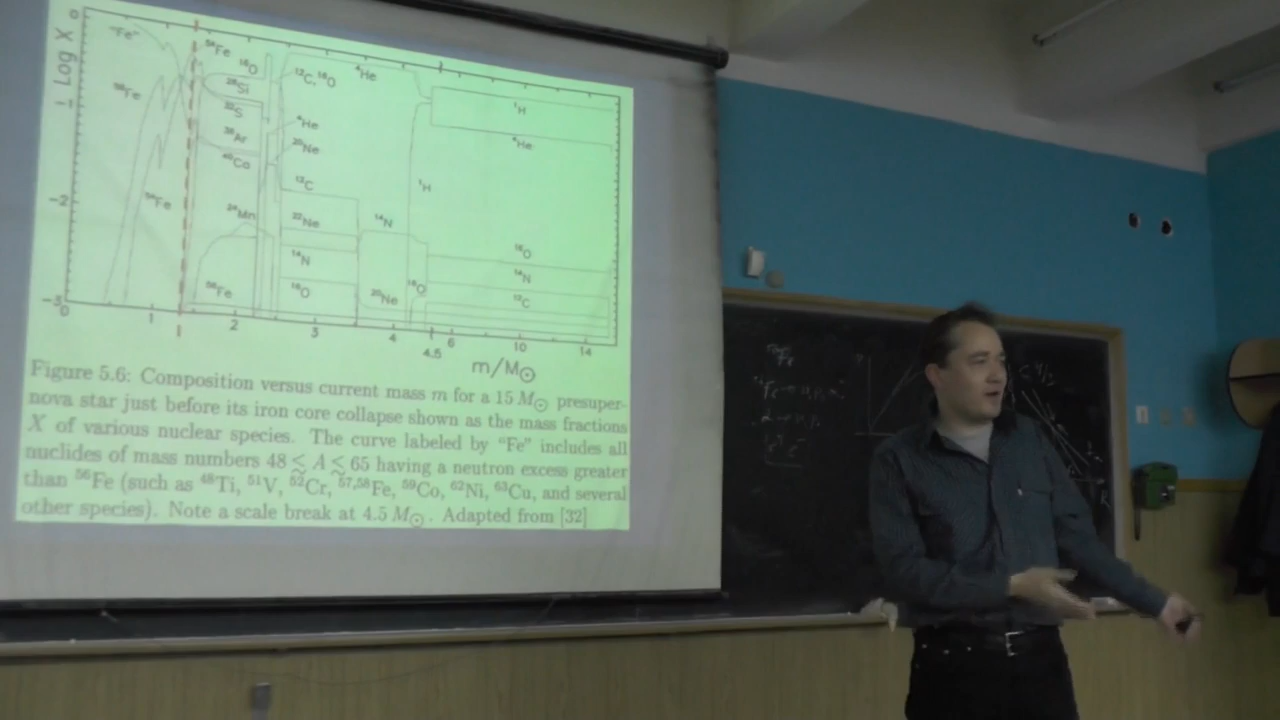 0
"Fe"
⁵⁴Fe
¹⁶O
¹²C, ¹⁶O
⁴He
Log X
⁵⁶Fe
²⁸Si
-1
¹H
³²S
⁴He
³⁶Ar
²⁰Ne
⁴He
⁴⁰Ca
¹²C
¹H
-2
⁵⁴Fe
²²Ne
¹⁴N
¹⁴N
¹⁶O
¹⁴N
⁵⁶Fe
¹⁸O
²⁰Ne
¹⁸O
¹²C
-3
0 1 2 3 4 4.5 6 10 14
m/M⊙
Figure 5.6: Composition versus current mass m for a 15 M⊙ presuper-
nova star just before its iron core collapse shown as the mass fractions
X of various nuclear species. The curve labeled by "Fe" includes all
nuclides of mass numbers 48 ≲ A ≲ 65 having a neutron excess greater
than ⁵⁶Fe (such as ⁴⁸Ti, ⁵¹V, ⁵²Cr, ⁵⁷,⁵⁸Fe, ⁵⁹Co, ⁶²Ni, ⁶³Cu, and several
other species). Note a scale break at 4.5 M⊙. Adapted from [32]